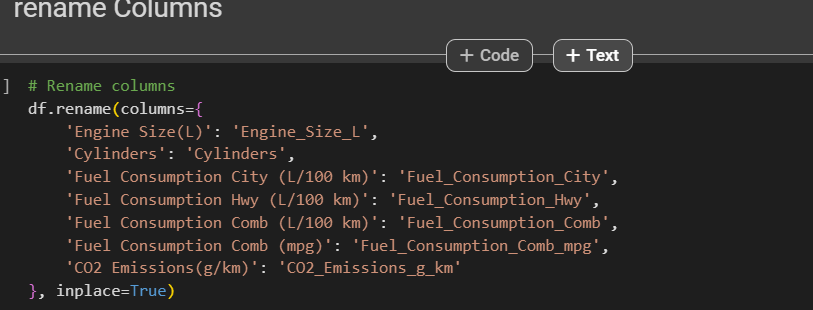 rename Columns
+ Code
+ Text
] # Rename columns
df.rename(columns={
    'Engine Size(L)': 'Engine_Size_L',
    'Cylinders': 'Cylinders',
    'Fuel Consumption City (L/100 km)': 'Fuel_Consumption_City',
    'Fuel Consumption Hwy (L/100 km)': 'Fuel_Consumption_Hwy',
    'Fuel Consumption Comb (L/100 km)': 'Fuel_Consumption_Comb',
    'Fuel Consumption Comb (mpg)': 'Fuel_Consumption_Comb_mpg',
    'CO2 Emissions(g/km)': 'CO2_Emissions_g_km'
}, inplace=True)